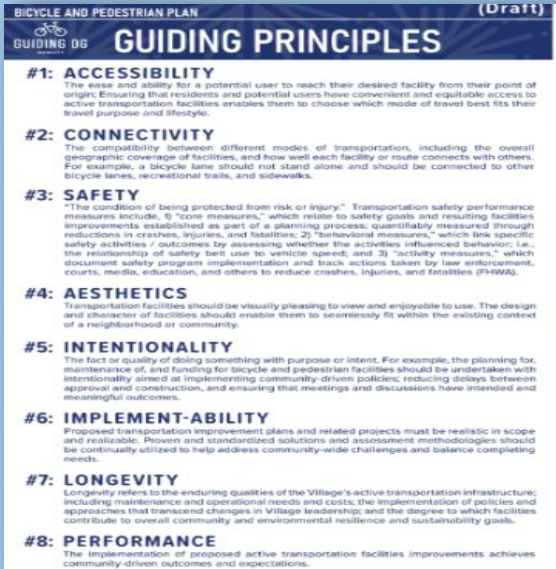 BICYCLE AND PEDESTRIAN PLAN
(Draft)
GUIDING DG
GUIDING PRINCIPLES
#1: ACCESSIBILITY
The ease and ability for a potential user to reach their desired facility from their point of
origin; Ensuring that residents and potential users have convenient and equitable access to
active transportation facilities enables them to choose which mode of travel best fits their
travel purpose and lifestyle.
#2: CONNECTIVITY
The compatibility between different modes of transportation, including the overall
geographic coverage of facilities, and how well each facility or route connects with others.
For example, a bicycle lane should not stand alone and should be connected to other
bicycle lanes, recreational trails, and sidewalks.
#3: SAFETY
"The condition of being protected from risk or injury." Transportation safety performance
measures include, 1) "core measures," which relate to safety goals and resulting facilities
improvements established as part of a planning process; quantifiably measured through
reductions in crashes, injuries, and fatalities; 2) "behavioral measures," which link specific
safety activities / outcomes by assessing whether the activities influenced behavior; i.e.,
the relationship of safety belt use to vehicle speed; and 3) "activity measures," which
document safety program implementation and track actions taken by law enforcement,
courts, media, education, and others to reduce crashes, injuries, and fatalities (FHWA).
#4: AESTHETICS
Transportation facilities should be visually pleasing to view and enjoyable to use. The design
and character of facilities should enable them to seamlessly fit within the existing context
of a neighborhood or community.
#5: INTENTIONALITY
The fact or quality of doing something with purpose or intent. For example, the planning for,
maintenance of, and funding for bicycle and pedestrian facilities should be undertaken with
intentionality aimed at implementing community-driven policies; reducing delays between
approval and construction, and ensuring that meetings and discussions have intended and
meaningful outcomes.
#6: IMPLEMENT-ABILITY
Proposed transportation improvement plans and related projects must be realistic in scope
and realizable. Proven and standardized solutions and assessment methodologies should
be continually utilized to help address community-wide challenges and balance completing
needs.
#7: LONGEVITY
Longevity refers to the enduring qualities of the Village's active transportation infrastructure;
including maintenance and operational needs and costs; the implementation of policies and
approaches that transcend changes in Village leadership; and the degree to which facilities
contribute to overall community and environmental resilience and sustainability goals.
#8: PERFORMANCE
The implementation of proposed active transportation facilities improvements achieves
community-driven outcomes and expectations.